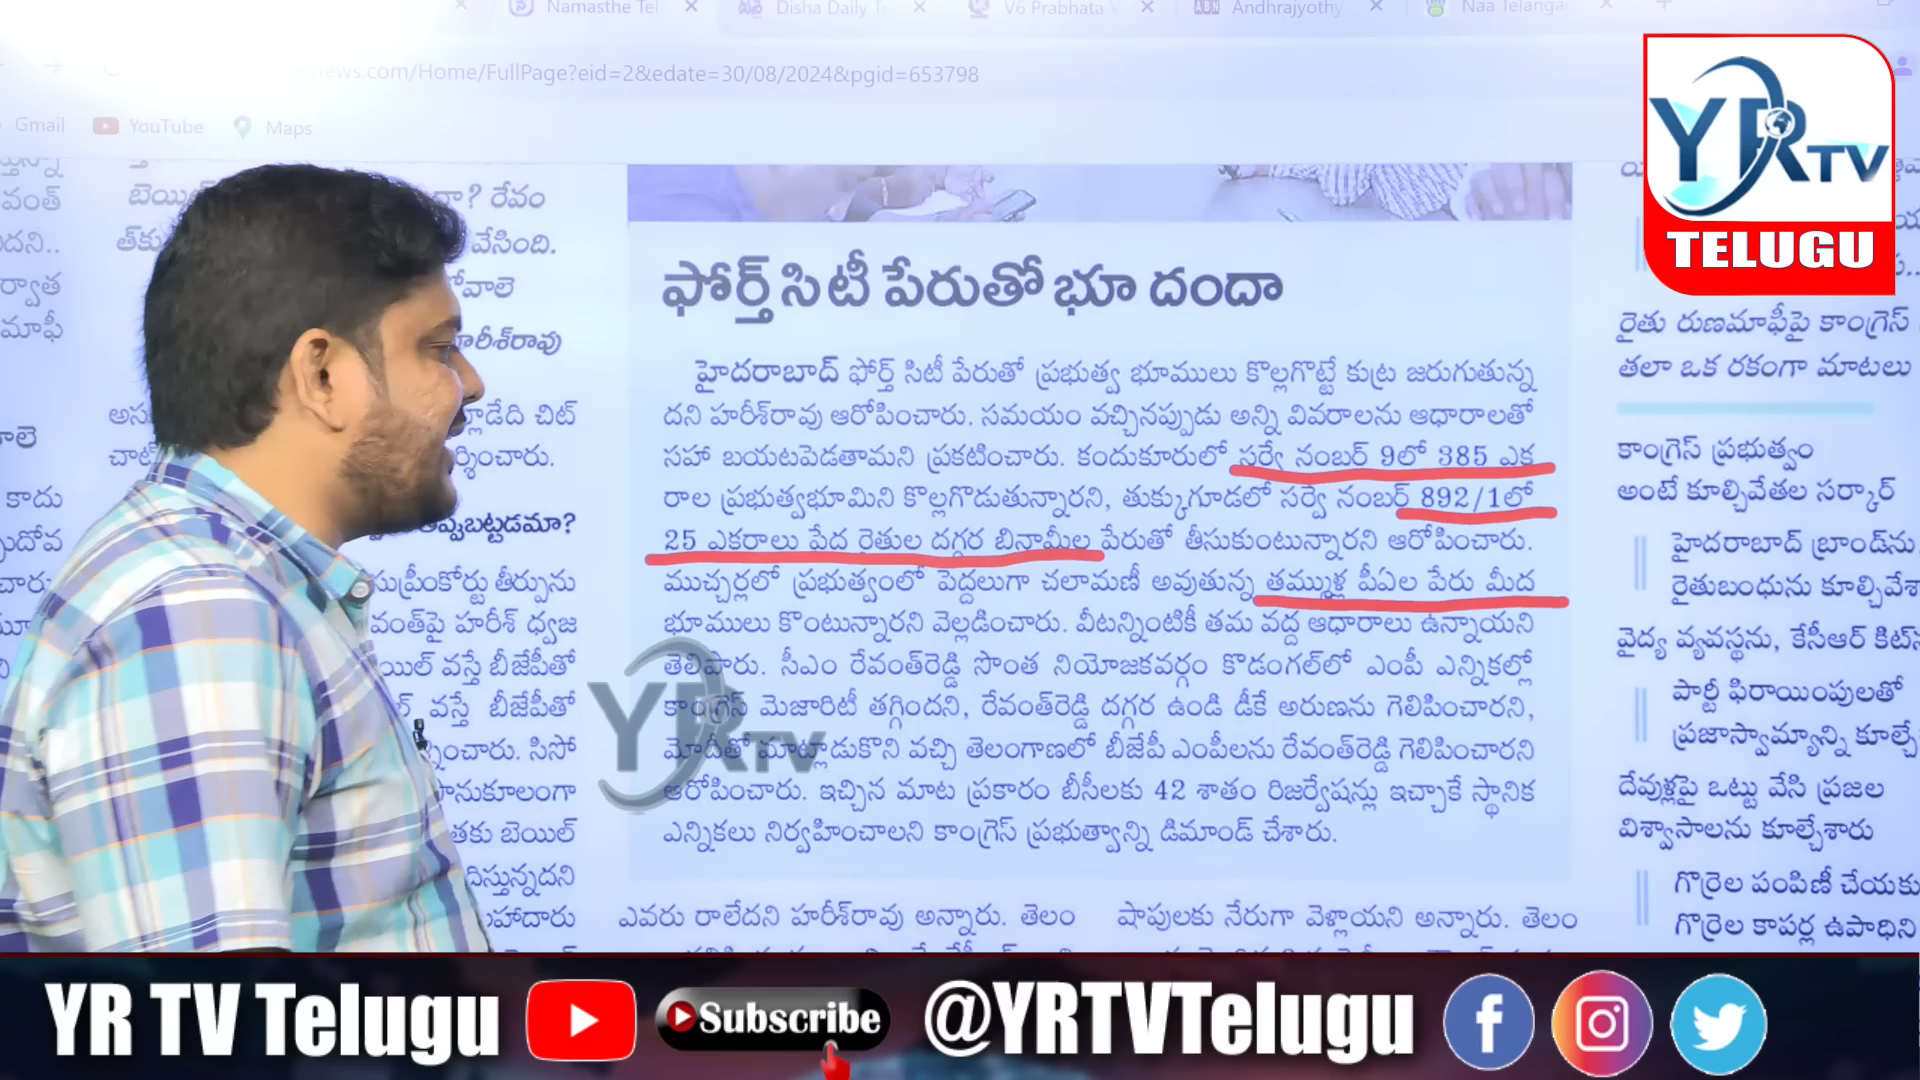 Namasthe Tel
Disha Daily Te
V6 Prabhata V
ABN Andhrajyothy
Naa Telangan
news.com/Home/FullPage?eid=2&edate=30/08/2024&pgid=653798
Gmail
YouTube
Maps
YR TV
TELUGU
ఫోర్త్ సిటీ పేరుతో భూ దందా
హైదరాబాద్ ఫోర్త్ సిటీ పేరుతో ప్రభుత్వ భూములు కొల్లగొట్టే కుట్ర జరుగుతున్న
దని హరీశ్‌రావు ఆరోపించారు. సమయం వచ్చినప్పుడు అన్ని వివరాలను ఆధారాలతో
సహా బయటపెడతామని ప్రకటించారు. కందుకూరులో సర్వే నంబర్ 9లో 385 ఎక
రాల ప్రభుత్వభూమిని కొల్లగొడుతున్నారని, తుక్కుగూడలో సర్వే నంబర్ 892/1లో
25 ఎకరాలు పేద రైతుల దగ్గర బినామీల పేరుతో తీసుకుంటున్నారని ఆరోపించారు.
ముచ్చర్లలో ప్రభుత్వంలో పెద్దలుగా చలామణీ అవుతున్న తమ్ముళ్ల పీఏల పేరు మీద
భూములు కొంటున్నారని వెల్లడించారు. వీటన్నింటికీ తమ వద్ద ఆధారాలు ఉన్నాయని
తెలిపారు. సీఎం రేవంత్‌రెడ్డి సొంత నియోజకవర్గం కొడంగల్‌లో ఎంపీ ఎన్నికల్లో
కాంగ్రెస్ మెజారిటీ తగ్గిందని, రేవంత్‌రెడ్డి దగ్గర ఉండి డీకే అరుణను గెలిపించారని,
మోదీతో మాట్లాడుకొని వచ్చి తెలంగాణలో బీజేపీ ఎంపీలను రేవంత్‌రెడ్డి గెలిపించారని
ఆరోపించారు. ఇచ్చిన మాట ప్రకారం బీసీలకు 42 శాతం రిజర్వేషన్లు ఇచ్చాకే స్థానిక
ఎన్నికలు నిర్వహించాలని కాంగ్రెస్ ప్రభుత్వాన్ని డిమాండ్ చేశారు.
YR TV
ఎవరు రాలేదని హరీశ్‌రావు అన్నారు. తెలం
షాపులకు నేరుగా వెళ్లాయని అన్నారు. తెలం
రేవం
వేసింది.
చిట్
సుప్రీంకోర్టు తీర్పును
హరీశ్ ధ్వజ
వస్తే బీజేపీతో
వస్తే బీజేపీతో
బెయిల్
రైతు రుణమాఫీపై కాంగ్రెస్
తలా ఒక రకంగా మాటలు
కాంగ్రెస్ ప్రభుత్వం
అంటే కూల్చివేతల సర్కార్
హైదరాబాద్ బ్రాండ్‌ను
రైతుబంధును కూల్చివేశా
వైద్య వ్యవస్థను, కేసీఆర్ కిట్‌ను
పార్టీ ఫిరాయింపులతో
ప్రజాస్వామ్యాన్ని కూల్చే
దేవుళ్లపై ఒట్టు వేసి ప్రజల
విశ్వాసాలను కూల్చేశారు
గొర్రెల పంపిణీ చేయకు
గొర్రెల కాపర్ల ఉపాధిని
YR TV Telugu
Subscribe
@YRTVTelugu